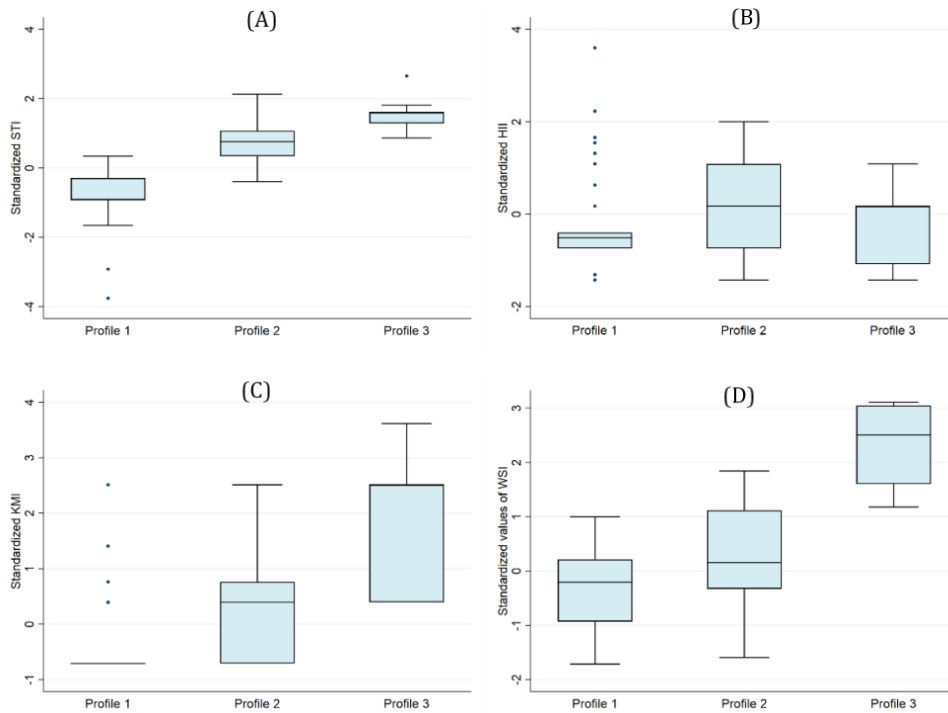 (A)
Standardized STI
4
2
0
-2
-4
Profile 1
Profile 2
Profile 3
(B)
Standardized HII
4
2
0
-2
Profile 1
Profile 2
Profile 3
(C)
Standardized KMI
4
3
2
1
0
-1
Profile 1
Profile 2
Profile 3
(D)
Standardized values of WSI
3
2
1
0
-1
-2
Profile 1
Profile 2
Profile 3